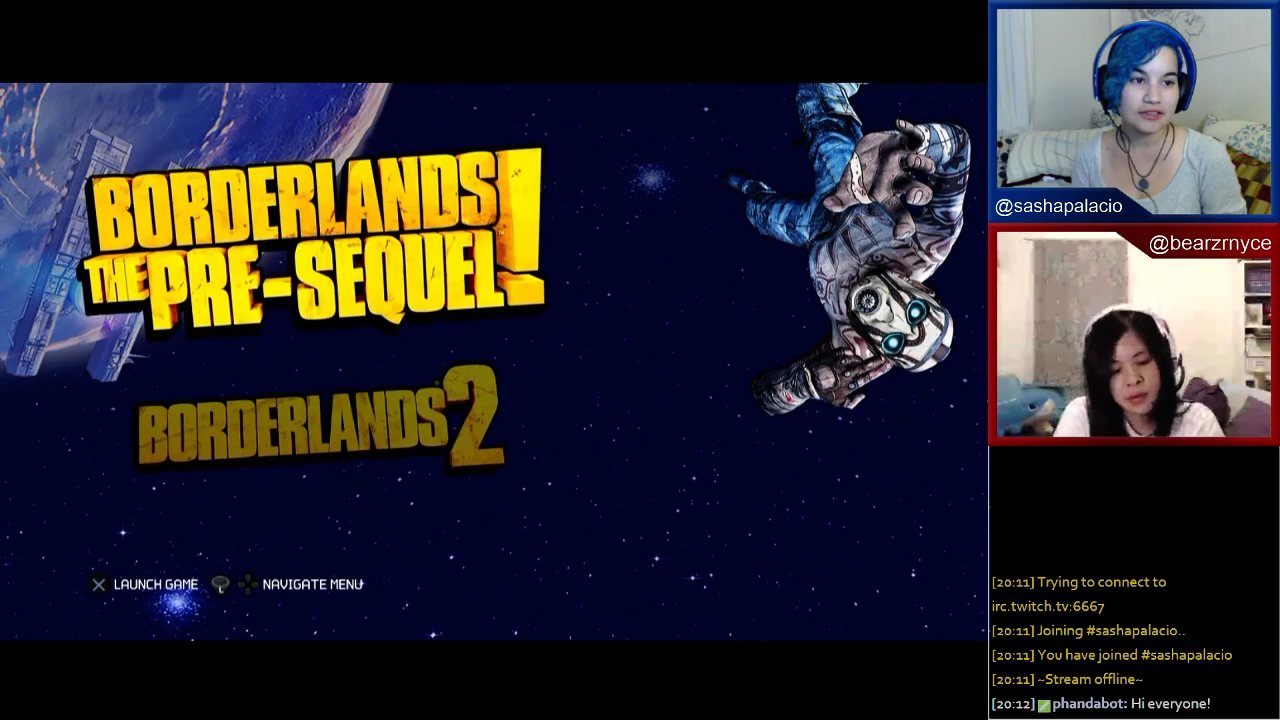 BORDERLANDS
THE PRE-SEQUEL!
BORDERLANDS 2
LAUNCH GAME
L
NAVIGATE MENU
@sashapalacio
@bearzrnyce
[20:11] Trying to connect to
irc.twitch.tv:6667
[20:11] Joining #sashapalacio..
[20:11] You have joined #sashapalacio
[20:11] ~Stream offline~
[20:12] phandabot: Hi everyone!